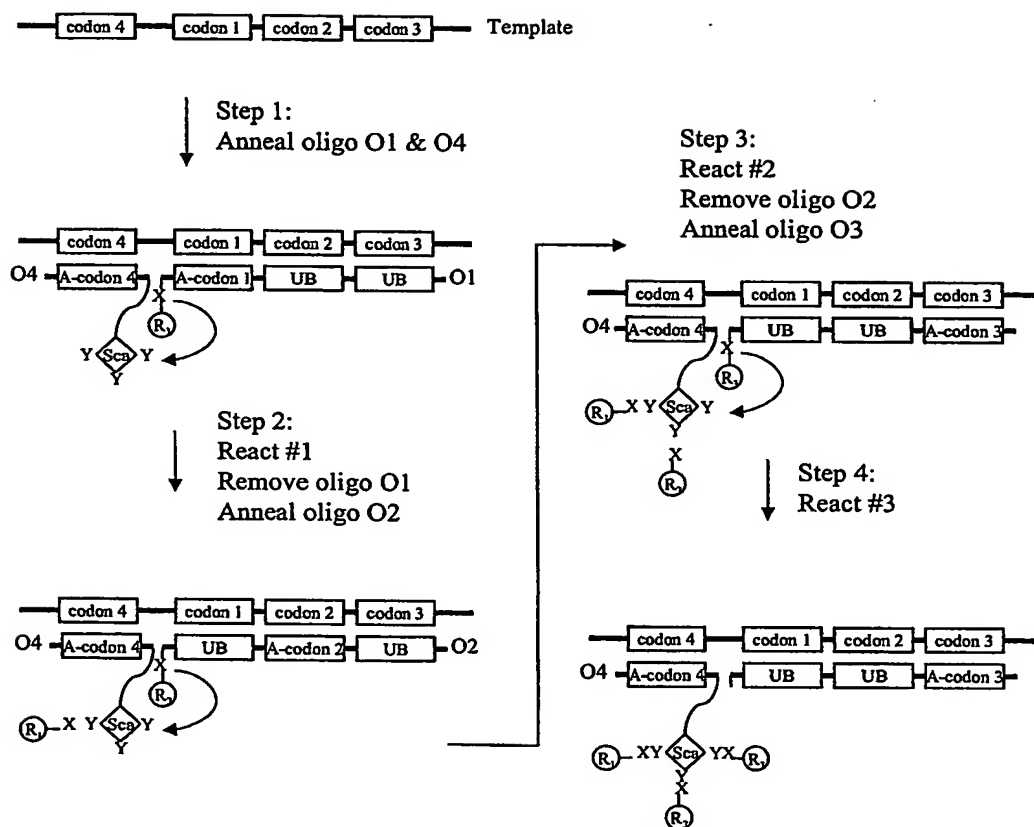 codon 4 codon 1 codon 2 codon 3 Template
Step 1:
Anneal oligo O1 & O4
codon 4 codon 1 codon 2 codon 3
O4 A-codon 4 A-codon 1 UB UB O1
X
R₁
Y Sca Y
Y
Step 2:
React #1
Remove oligo O1
Anneal oligo O2
codon 4 codon 1 codon 2 codon 3
O4 A-codon 4 UB A-codon 2 UB O2
X
R₂
R₁ X Y Sca Y
Y
Step 3:
React #2
Remove oligo O2
Anneal oligo O3
codon 4 codon 1 codon 2 codon 3
O4 A-codon 4 UB UB A-codon 3
X
R₃
R₁ X Y Sca Y
Y
X
R₂
Step 4:
React #3
codon 4 codon 1 codon 2 codon 3
O4 A-codon 4 UB UB A-codon 3
R₁ XY Sca YX R₃
Y
X
R₂